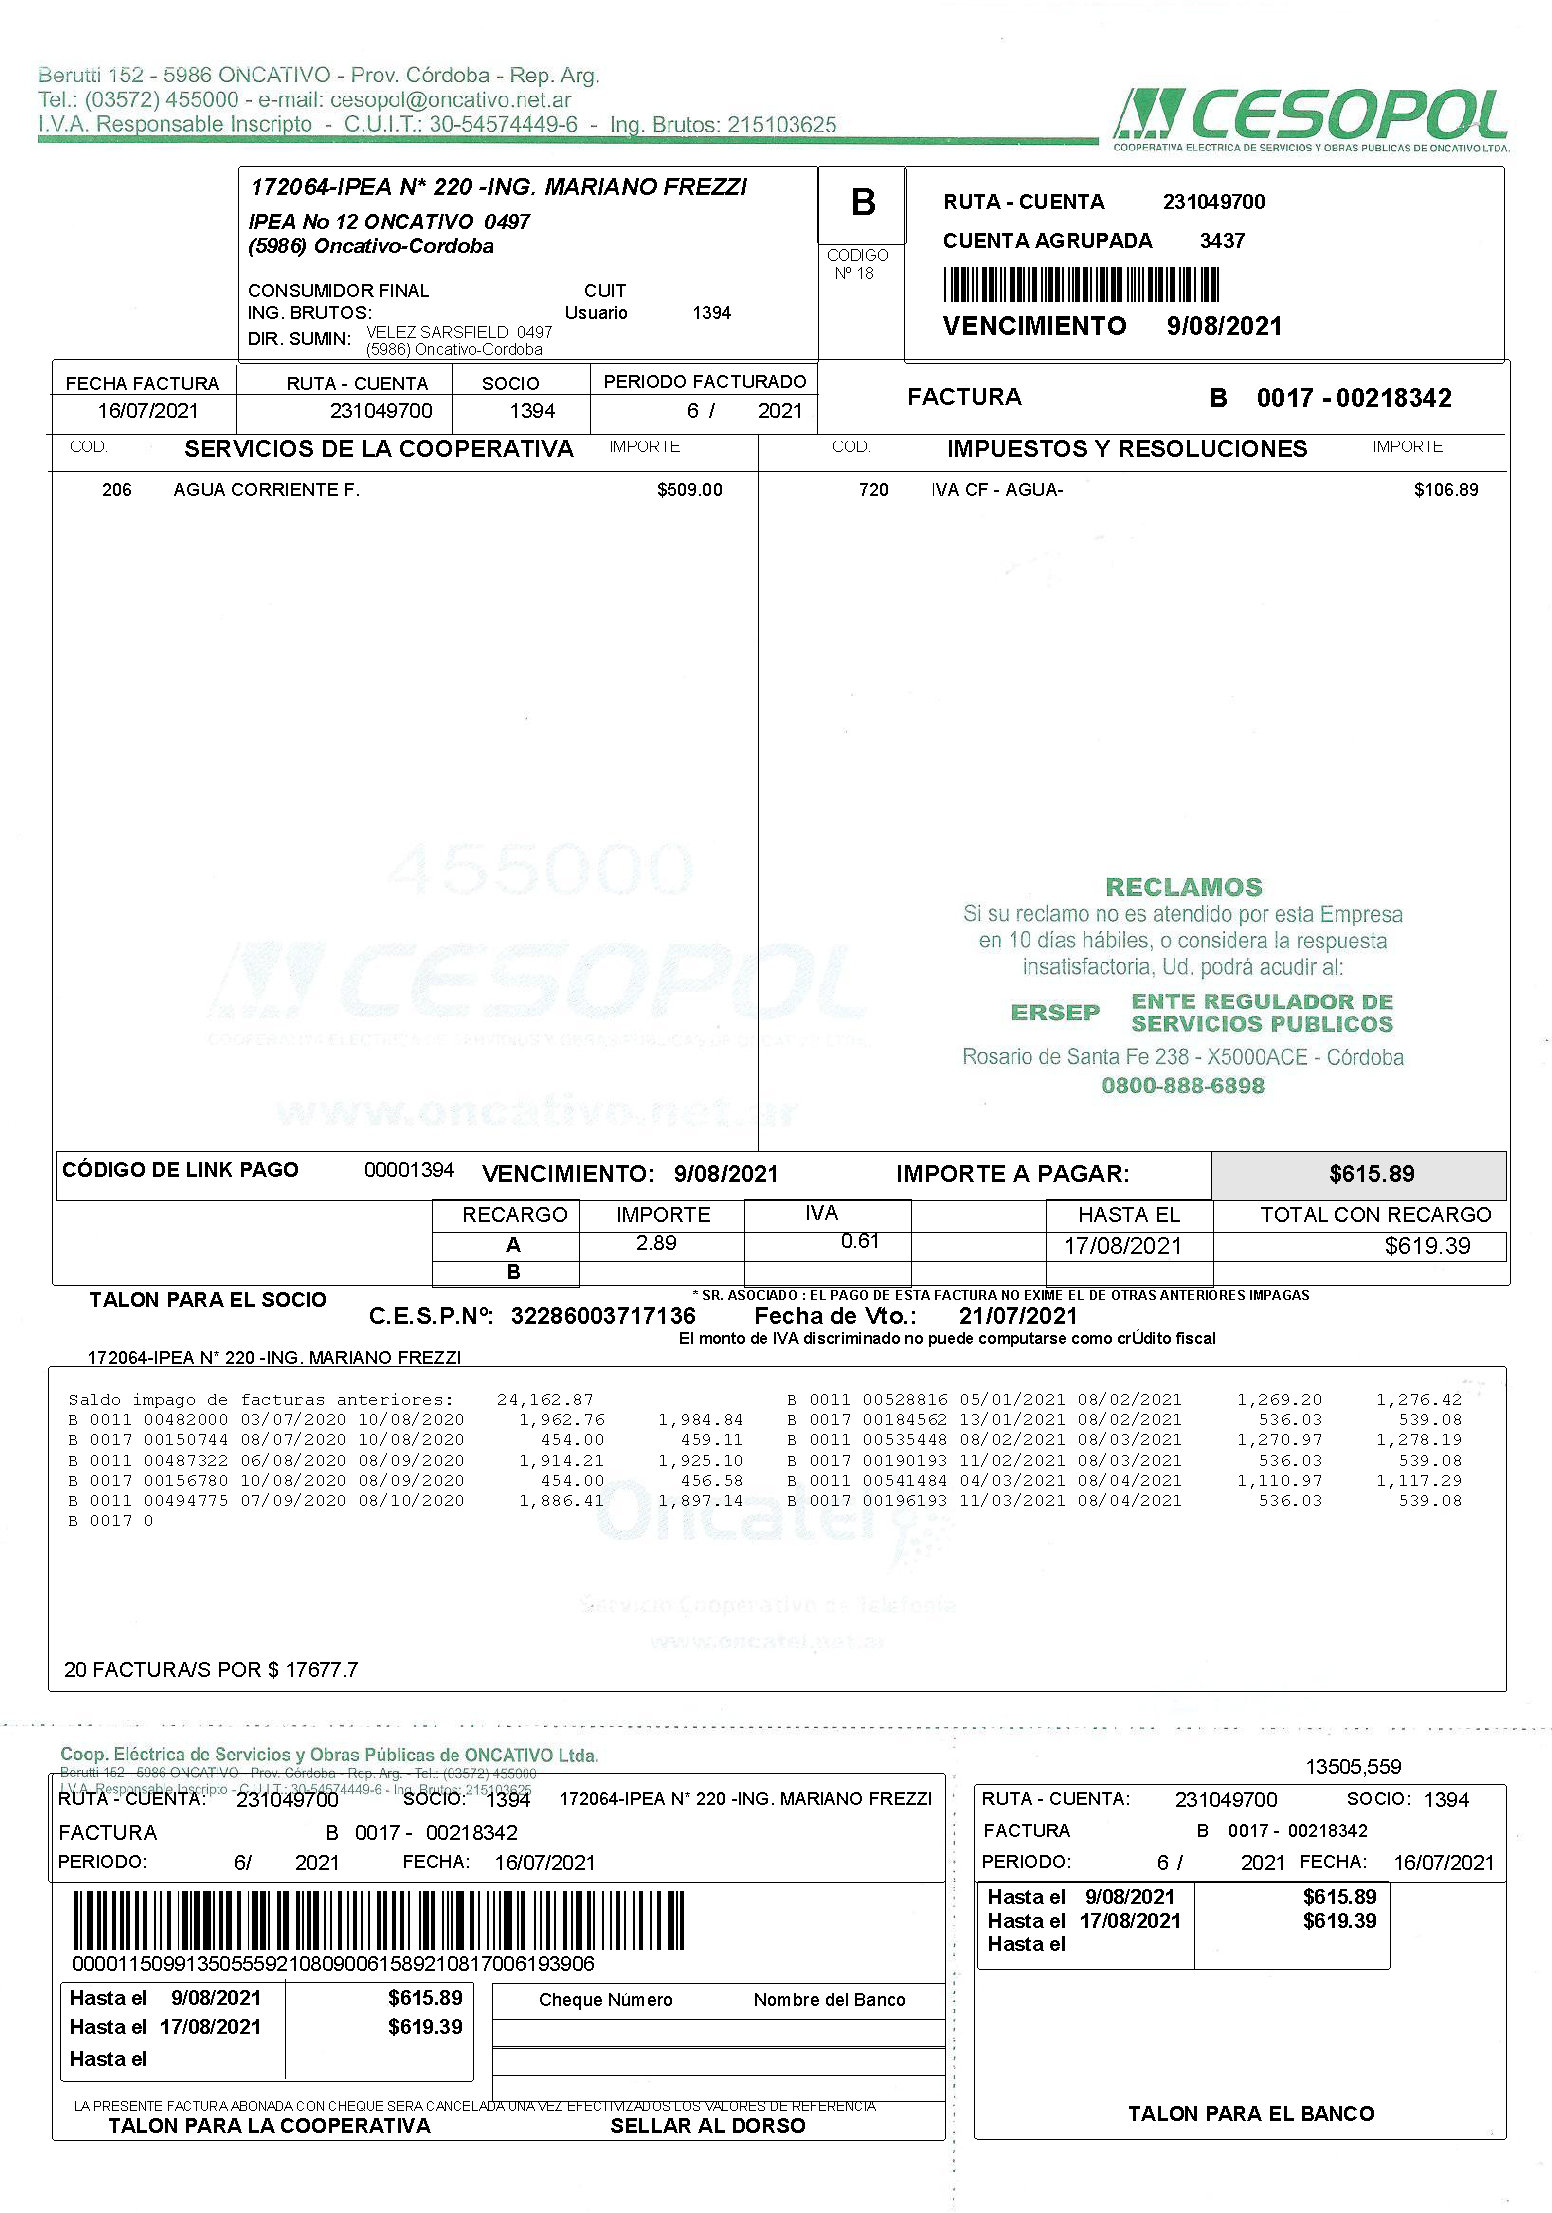 Berutti 152 - 5986 ONCATIVO - Prov. Córdoba - Rep. Arg.
Tel.: (03572) 455000 - e-mail: cesopol@oncativo.net.ar
I.V.A. Responsable Inscripto - C.U.I.T.: 30-54574449-6 - Ing. Brutos: 215103625
CESOPOL
COOPERATIVA ELECTRICA DE SERVICIOS Y OBRAS PUBLICAS DE ONCATIVO LTDA.
172064-IPEA N* 220 -ING. MARIANO FREZZI
IPEA No 12 ONCATIVO 0497
(5986) Oncativo-Cordoba
CONSUMIDOR FINAL CUIT
ING. BRUTOS: Usuario 1394
DIR. SUMIN: VELEZ SARSFIELD 0497
(5986) Oncativo-Cordoba
B
CODIGO
Nº 18
RUTA - CUENTA 231049700
CUENTA AGRUPADA 3437
VENCIMIENTO 9/08/2021
FECHA FACTURA RUTA - CUENTA SOCIO PERIODO FACTURADO
16/07/2021 231049700 1394 6 / 2021
FACTURA B 0017 - 00218342
COD. SERVICIOS DE LA COOPERATIVA IMPORTE COD. IMPUESTOS Y RESOLUCIONES IMPORTE
206 AGUA CORRIENTE F. $509.00 720 IVA CF - AGUA- $106.89
455000
CESOPOL
COOPERATIVA ELECTRICA DE SERVICIOS Y OBRAS PUBLICAS DE ONCATIVO LTDA.
www.oncativo.net.ar
RECLAMOS
Si su reclamo no es atendido por esta Empresa
en 10 días hábiles, o considera la respuesta
insatisfactoria, Ud. podrá acudir al:
ERSEP ENTE REGULADOR DE
SERVICIOS PUBLICOS
Rosario de Santa Fe 238 - X5000ACE - Córdoba
0800-888-6898
CÓDIGO DE LINK PAGO 00001394 VENCIMIENTO: 9/08/2021 IMPORTE A PAGAR: $615.89
RECARGO IMPORTE IVA HASTA EL TOTAL CON RECARGO
A 2.89 0.61 17/08/2021 $619.39
B
TALON PARA EL SOCIO
* SR. ASOCIADO : EL PAGO DE ESTA FACTURA NO EXIME EL DE OTRAS ANTERIORES IMPAGAS
C.E.S.P.Nº: 32286003717136 Fecha de Vto.: 21/07/2021
El monto de IVA discriminado no puede computarse como crÚdito fiscal
172064-IPEA N* 220 -ING. MARIANO FREZZI
Saldo impago de facturas anteriores: 24,162.87 B 0011 00528816 05/01/2021 08/02/2021 1,269.20 1,276.42
B 0011 00482000 03/07/2020 10/08/2020 1,962.76 1,984.84 B 0017 00184562 13/01/2021 08/02/2021 536.03 539.08
B 0017 00150744 08/07/2020 10/08/2020 454.00 459.11 B 0011 00535448 08/02/2021 08/03/2021 1,270.97 1,278.19
B 0011 00487322 06/08/2020 08/09/2020 1,914.21 1,925.10 B 0017 00190193 11/02/2021 08/03/2021 536.03 539.08
B 0017 00156780 10/08/2020 08/09/2020 454.00 456.58 B 0011 00541484 04/03/2021 08/04/2021 1,110.97 1,117.29
B 0011 00494775 07/09/2020 08/10/2020 1,886.41 1,897.14 B 0017 00196193 11/03/2021 08/04/2021 536.03 539.08
B 0017 0
Oncatel
Servicio Cooperativo de Telefonía
www.oncatel.net.ar
20 FACTURA/S POR $ 17677.7
Coop. Eléctrica de Servicios y Obras Públicas de ONCATIVO Ltda.
Berutti 152 - 5986 ONCATIVO - Prov. Córdoba - Rep. Arg. - Tel.: (03572) 455000
I.V.A. Responsable Inscripto - C.U.I.T.: 30-54574449-6 - Ing. Brutos: 215103625
RUTA - CUENTA: 231049700 SOCIO: 1394 172064-IPEA N* 220 -ING. MARIANO FREZZI
FACTURA B 0017 - 00218342
PERIODO: 6/ 2021 FECHA: 16/07/2021
0000115099135055592108090061589210817006193906
Hasta el 9/08/2021 $615.89
Hasta el 17/08/2021 $619.39
Hasta el
Cheque Número Nombre del Banco
LA PRESENTE FACTURA ABONADA CON CHEQUE SERA CANCELADA UNA VEZ EFECTIVIZADOS LOS VALORES DE REFERENCIA
TALON PARA LA COOPERATIVA SELLAR AL DORSO
13505,559
RUTA - CUENTA: 231049700 SOCIO: 1394
FACTURA B 0017 - 00218342
PERIODO: 6 / 2021 FECHA: 16/07/2021
Hasta el 9/08/2021 $615.89
Hasta el 17/08/2021 $619.39
Hasta el
TALON PARA EL BANCO